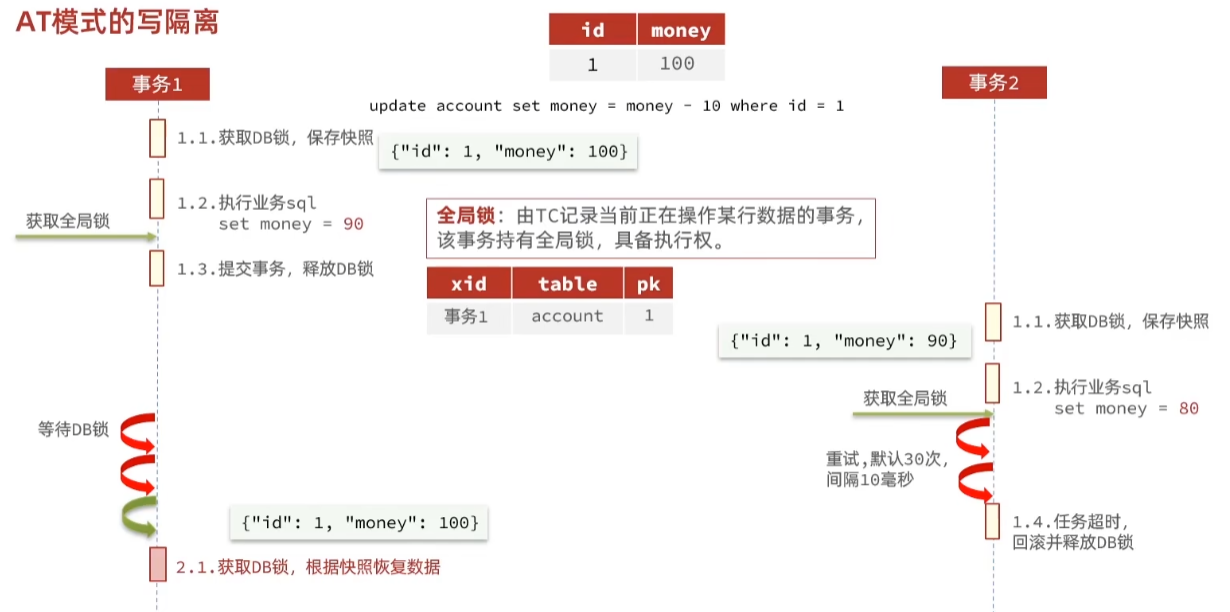 AT模式的写隔离
id money
1 100
事务1
事务2
update account set money = money - 10 where id = 1
1.1.获取DB锁，保存快照
{"id": 1, "money": 100}
1.2.执行业务sql
set money = 90
获取全局锁
全局锁：由TC记录当前正在操作某行数据的事务，
该事务持有全局锁，具备执行权。
1.3.提交事务，释放DB锁
xid table pk
事务1 account 1
1.1.获取DB锁，保存快照
{"id": 1, "money": 90}
1.2.执行业务sql
set money = 80
获取全局锁
等待DB锁
重试,默认30次，
间隔10毫秒
{"id": 1, "money": 100}
1.4.任务超时，
回滚并释放DB锁
2.1.获取DB锁，根据快照恢复数据